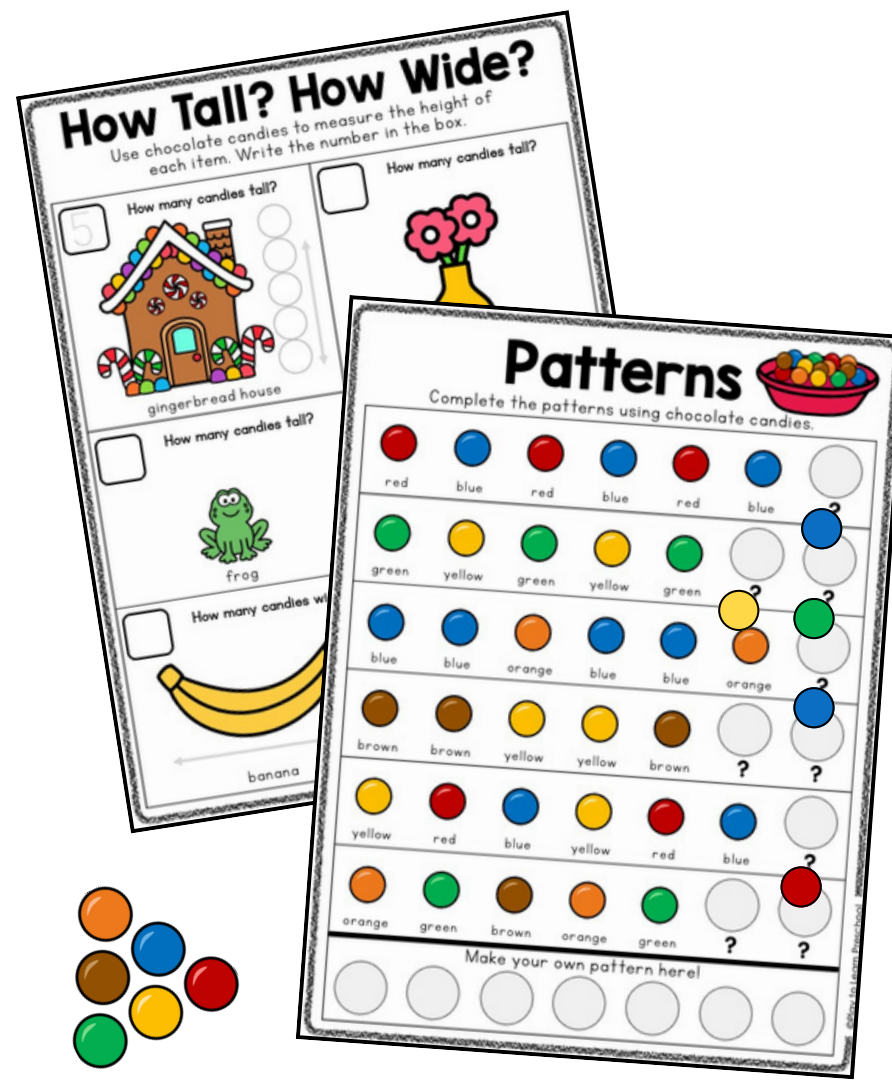 How Tall? How Wide?
Use chocolate candies to measure the height of
each item. Write the number in the box.
5
How many candies tall?
How many candies tall?
gingerbread house
How many candies tall?
frog
How many candies wi
banana
Patterns
Complete the patterns using chocolate candies.
red blue red blue red blue ?
green yellow green yellow green ? ?
blue blue orange blue blue orange ?
brown brown yellow yellow brown ? ?
yellow red blue yellow red blue ?
orange green brown orange green ? ?
Make your own pattern here!
©Play to Learn Preschool